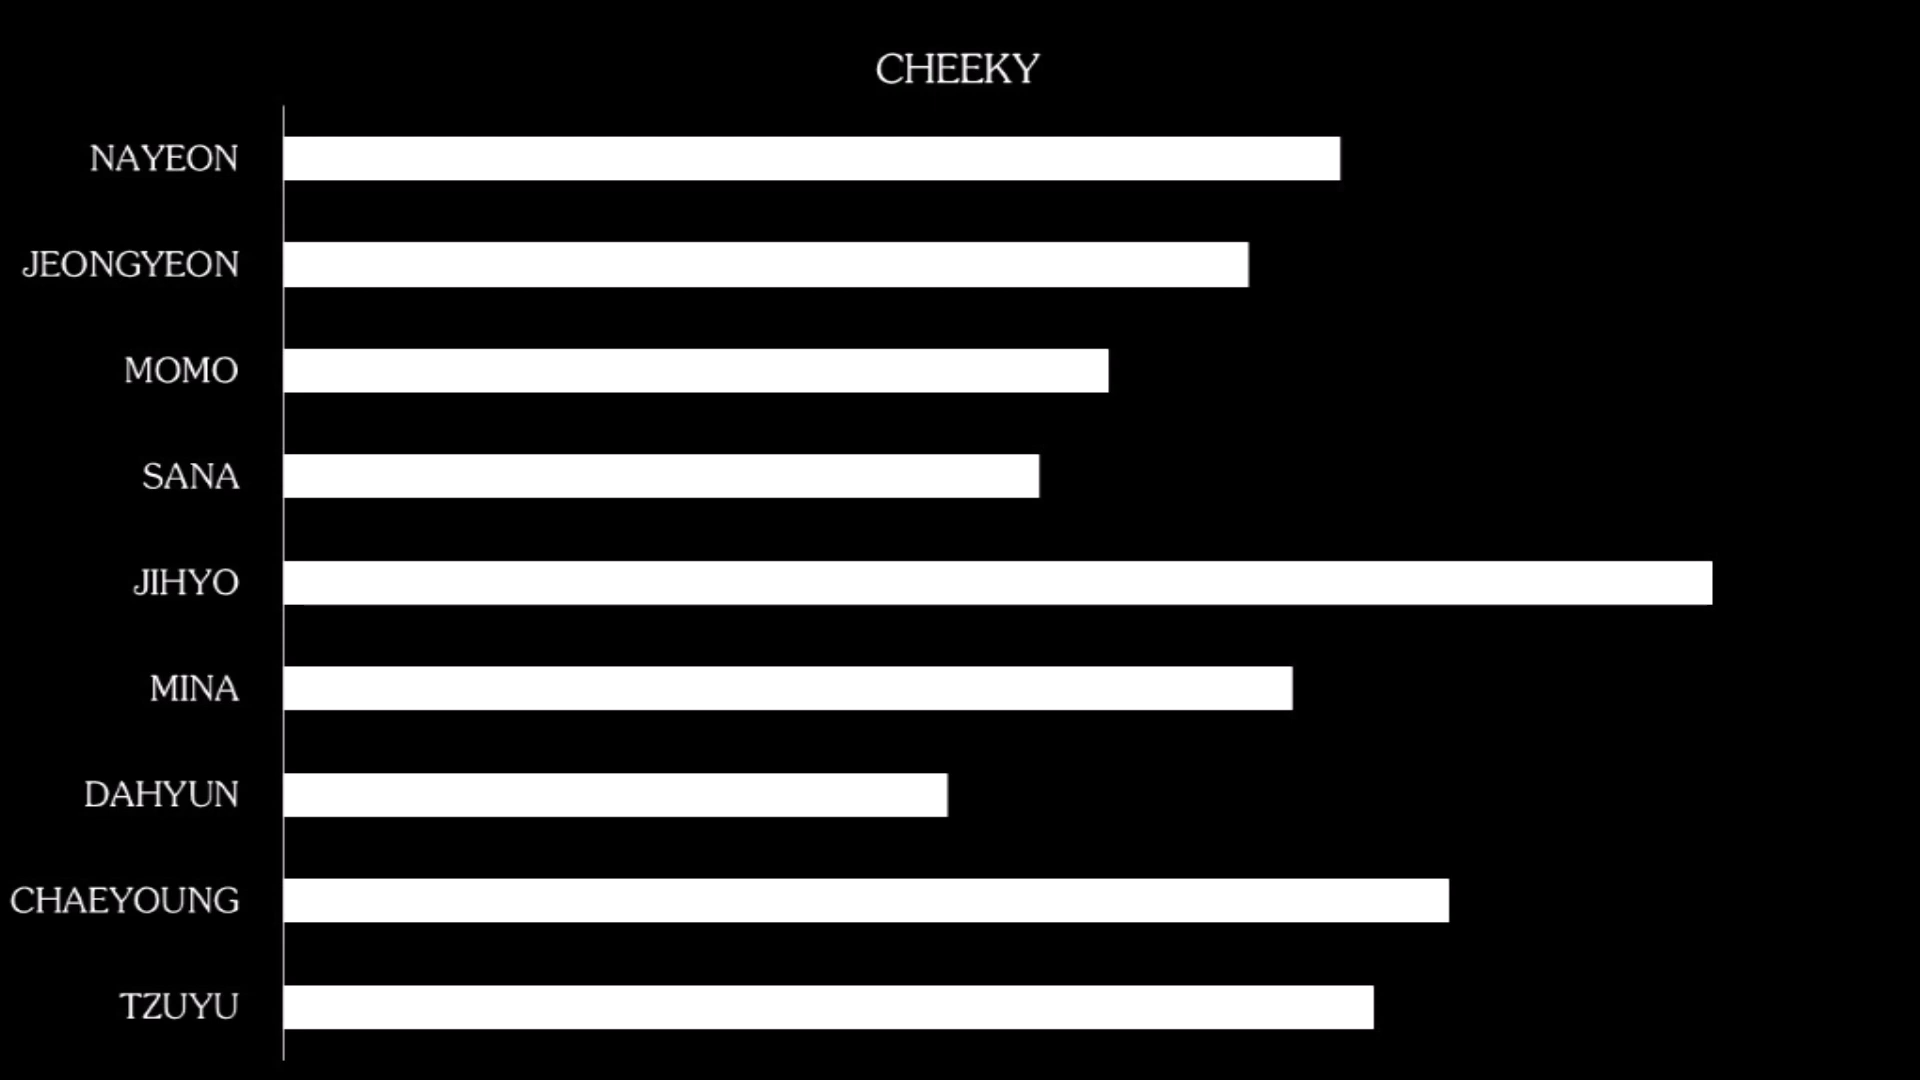 CHEEKY
NAYEON
JEONGYEON
MOMO
SANA
JIHYO
MINA
DAHYUN
CHAEYOUNG
TZUYU